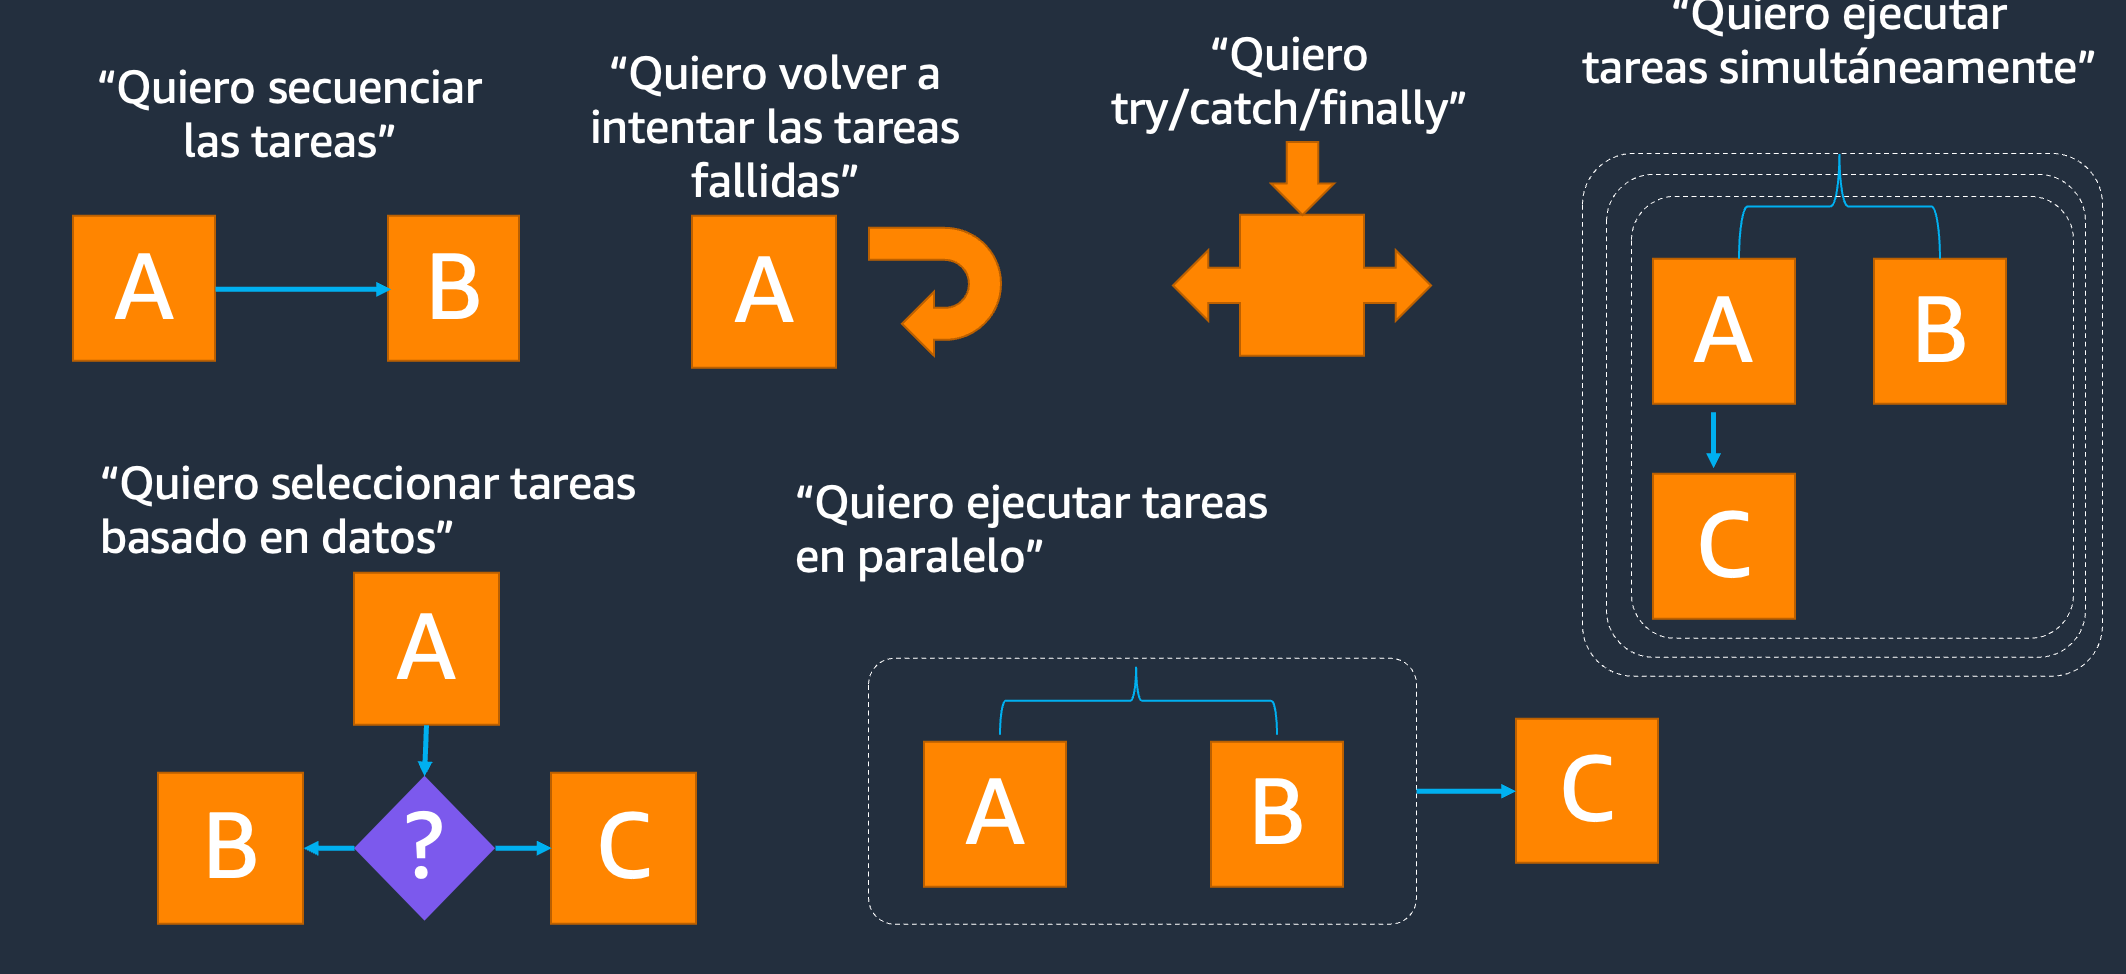 “Quiero secuenciar
las tareas”
A
B
“Quiero volver a
intentar las tareas
fallidas”
A
“Quiero
try/catch/finally”
“Quiero ejecutar
tareas simultáneamente”
A
B
C
“Quiero seleccionar tareas
basado en datos”
A
B
?
C
“Quiero ejecutar tareas
en paralelo”
A
B
C